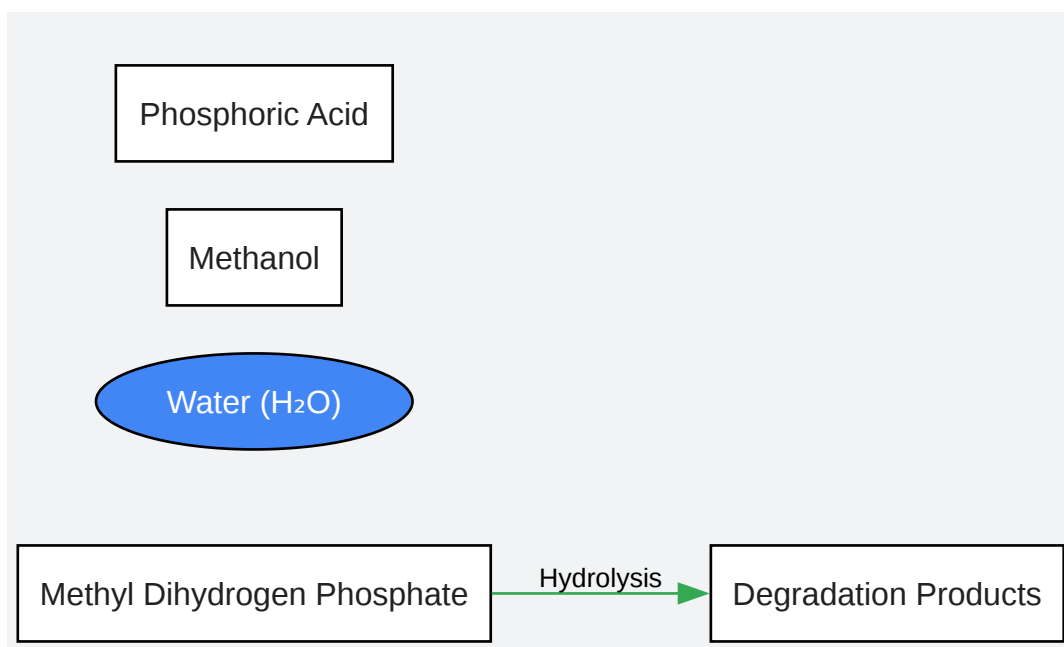 Phosphoric Acid
Methanol
Water (H₂O)
Methyl Dihydrogen Phosphate
Hydrolysis
Degradation Products